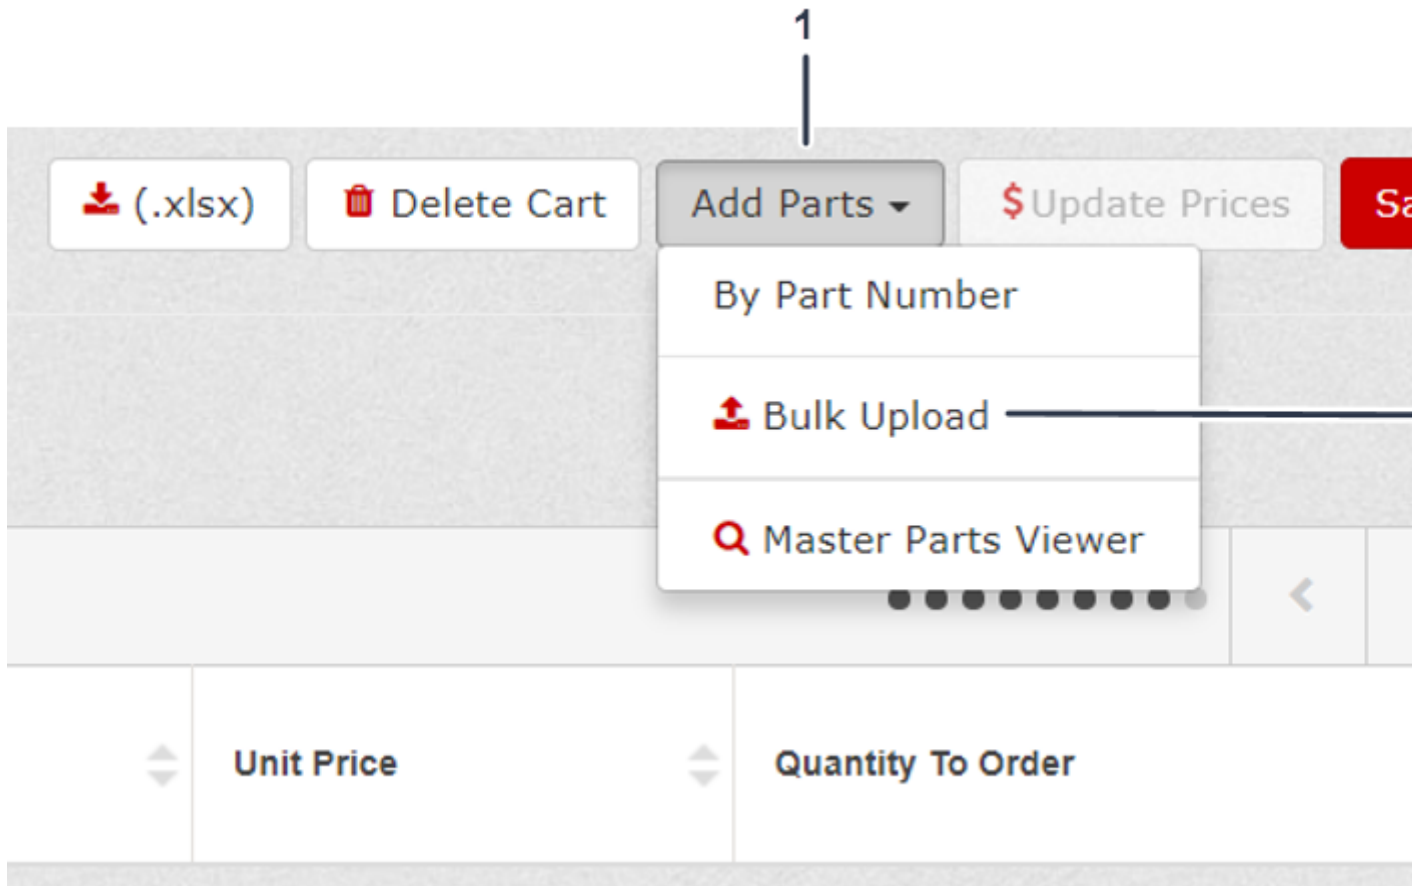 1
(.xlsx) Delete Cart Add Parts $Update Prices Sa
By Part Number
Bulk Upload
Master Parts Viewer
Unit Price Quantity To Order